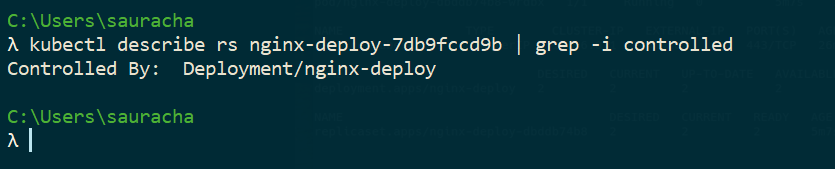 C:\Users\sauracha
λ kubectl describe rs nginx-deploy-7db9fccd9b | grep -i controlled
Controlled By:  Deployment/nginx-deploy
C:\Users\sauracha
λ